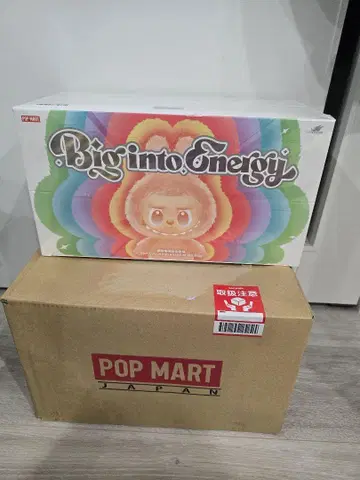 POP MART
Big into Energy
取扱注意
POP MART
JAPAN